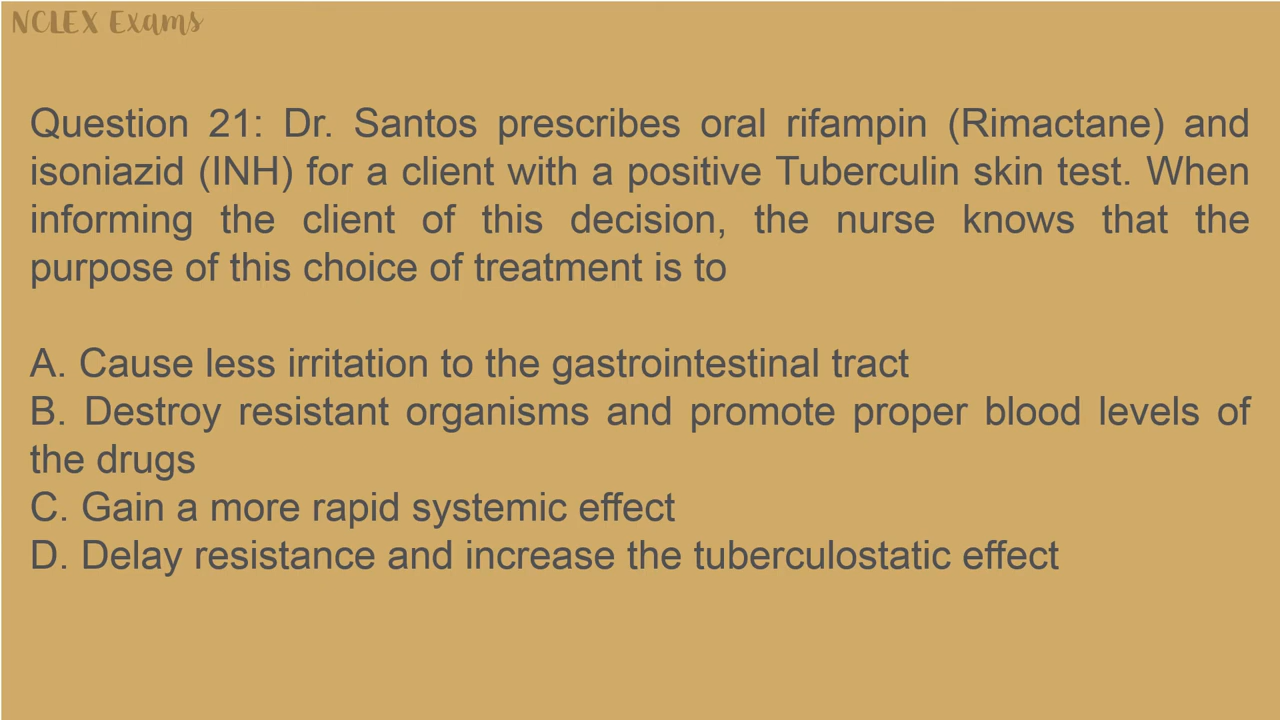 NCLEX Exams
Question 21: Dr. Santos prescribes oral rifampin (Rimactane) and
isoniazid (INH) for a client with a positive Tuberculin skin test. When
informing the client of this decision, the nurse knows that the
purpose of this choice of treatment is to
A. Cause less irritation to the gastrointestinal tract
B. Destroy resistant organisms and promote proper blood levels of
the drugs
C. Gain a more rapid systemic effect
D. Delay resistance and increase the tuberculostatic effect